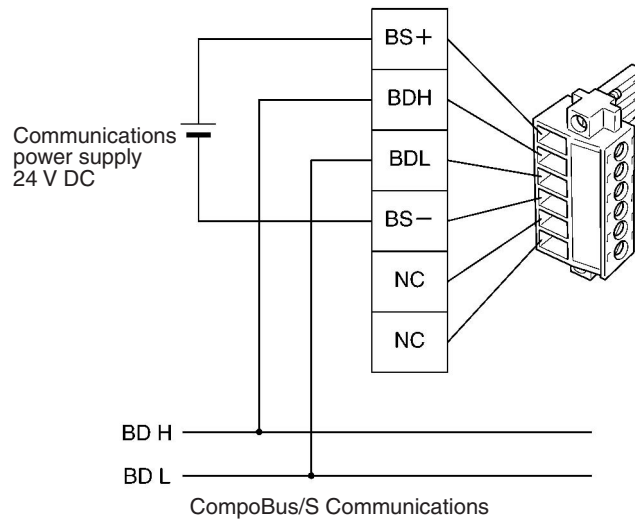 BS+
BDH
Communications
power supply
24 V DC
BDL
BS−
NC
NC
BD H
BD L
CompoBus/S Communications